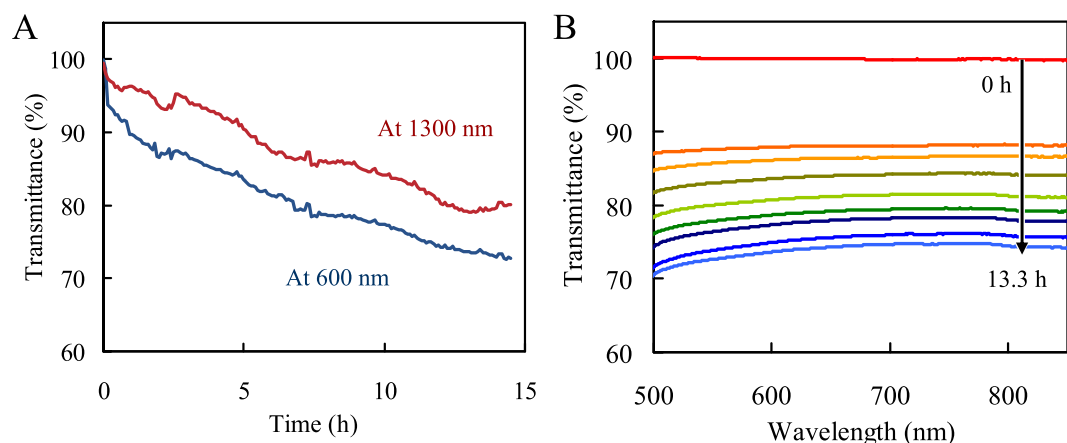 A
Transmittance (%)
100
90
80
70
60
At 1300 nm
At 600 nm
0
5
10
15
Time (h)
B
Transmittance (%)
100
90
80
70
60
0 h
13.3 h
500
600
700
800
Wavelength (nm)